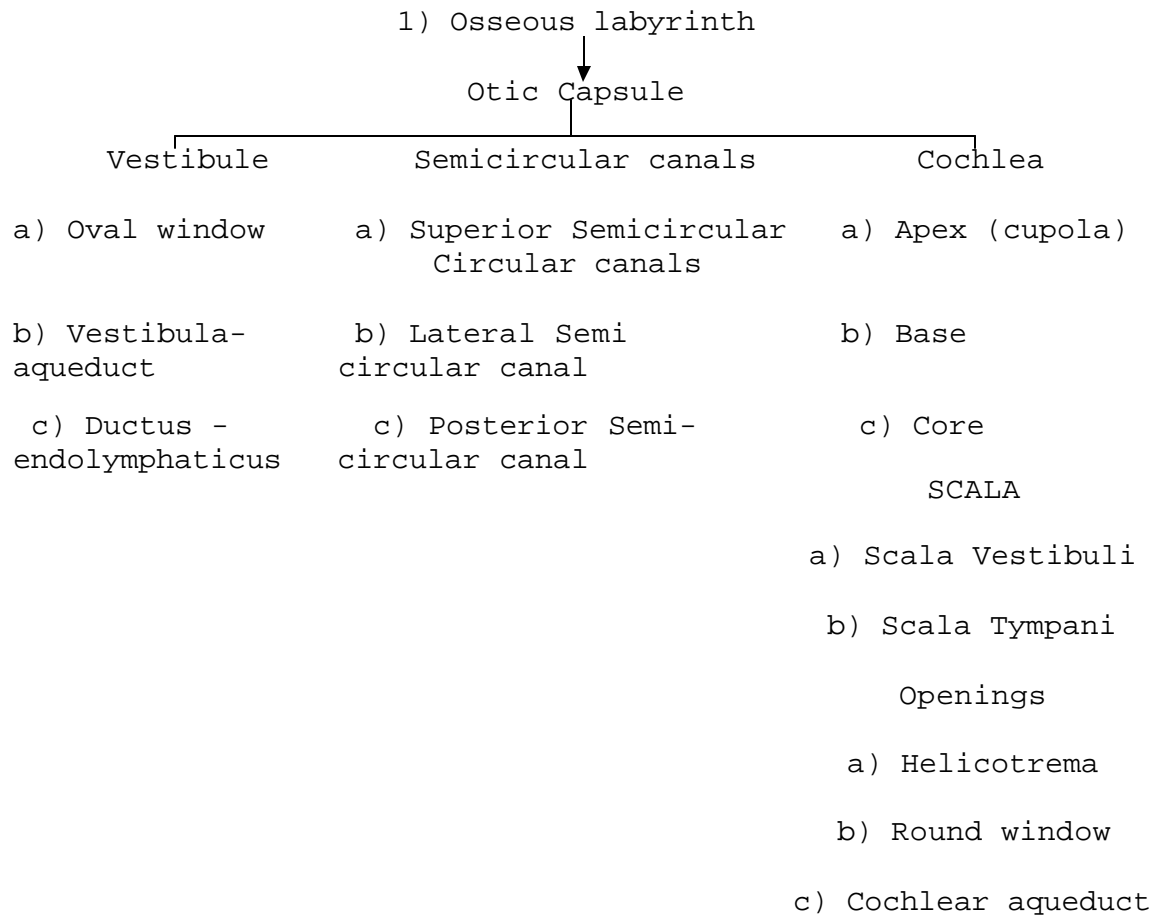 1) Osseous labyrinth
Otic Capsule
Vestibule Semicircular canals Cochlea
a) Oval window a) Superior Semicircular a) Apex (cupola)
Circular canals
b) Vestibula- b) Lateral Semi b) Base
aqueduct circular canal
c) Ductus - c) Posterior Semi- c) Core
endolymphaticus circular canal
SCALA
a) Scala Vestibuli
b) Scala Tympani
Openings
a) Helicotrema
b) Round window
c) Cochlear aqueduct